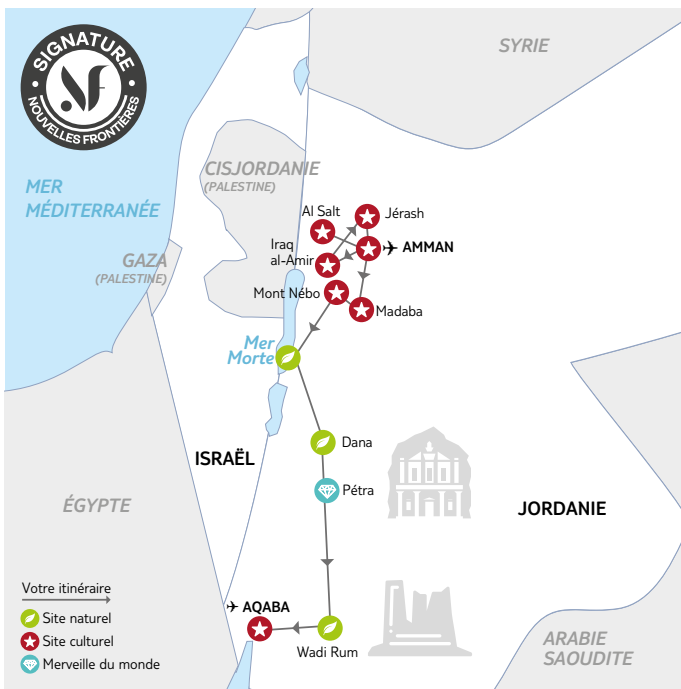 SIGNATURE
NF
NOUVELLES FRONTIÈRES
SYRIE
CISJORDANIE
(PALESTINE)
MER
MÉDITERRANÉE
Al Salt
Jérash
Iraq
al-Amir
AMMAN
GAZA
(PALESTINE)
Mont Nébo
Madaba
Mer
Morte
Dana
ISRAËL
Pétra
ÉGYPTE
JORDANIE
Votre itinéraire
AQABA
Site naturel
Site culturel
Wadi Rum
Merveille du monde
ARABIE
SAOUDITE